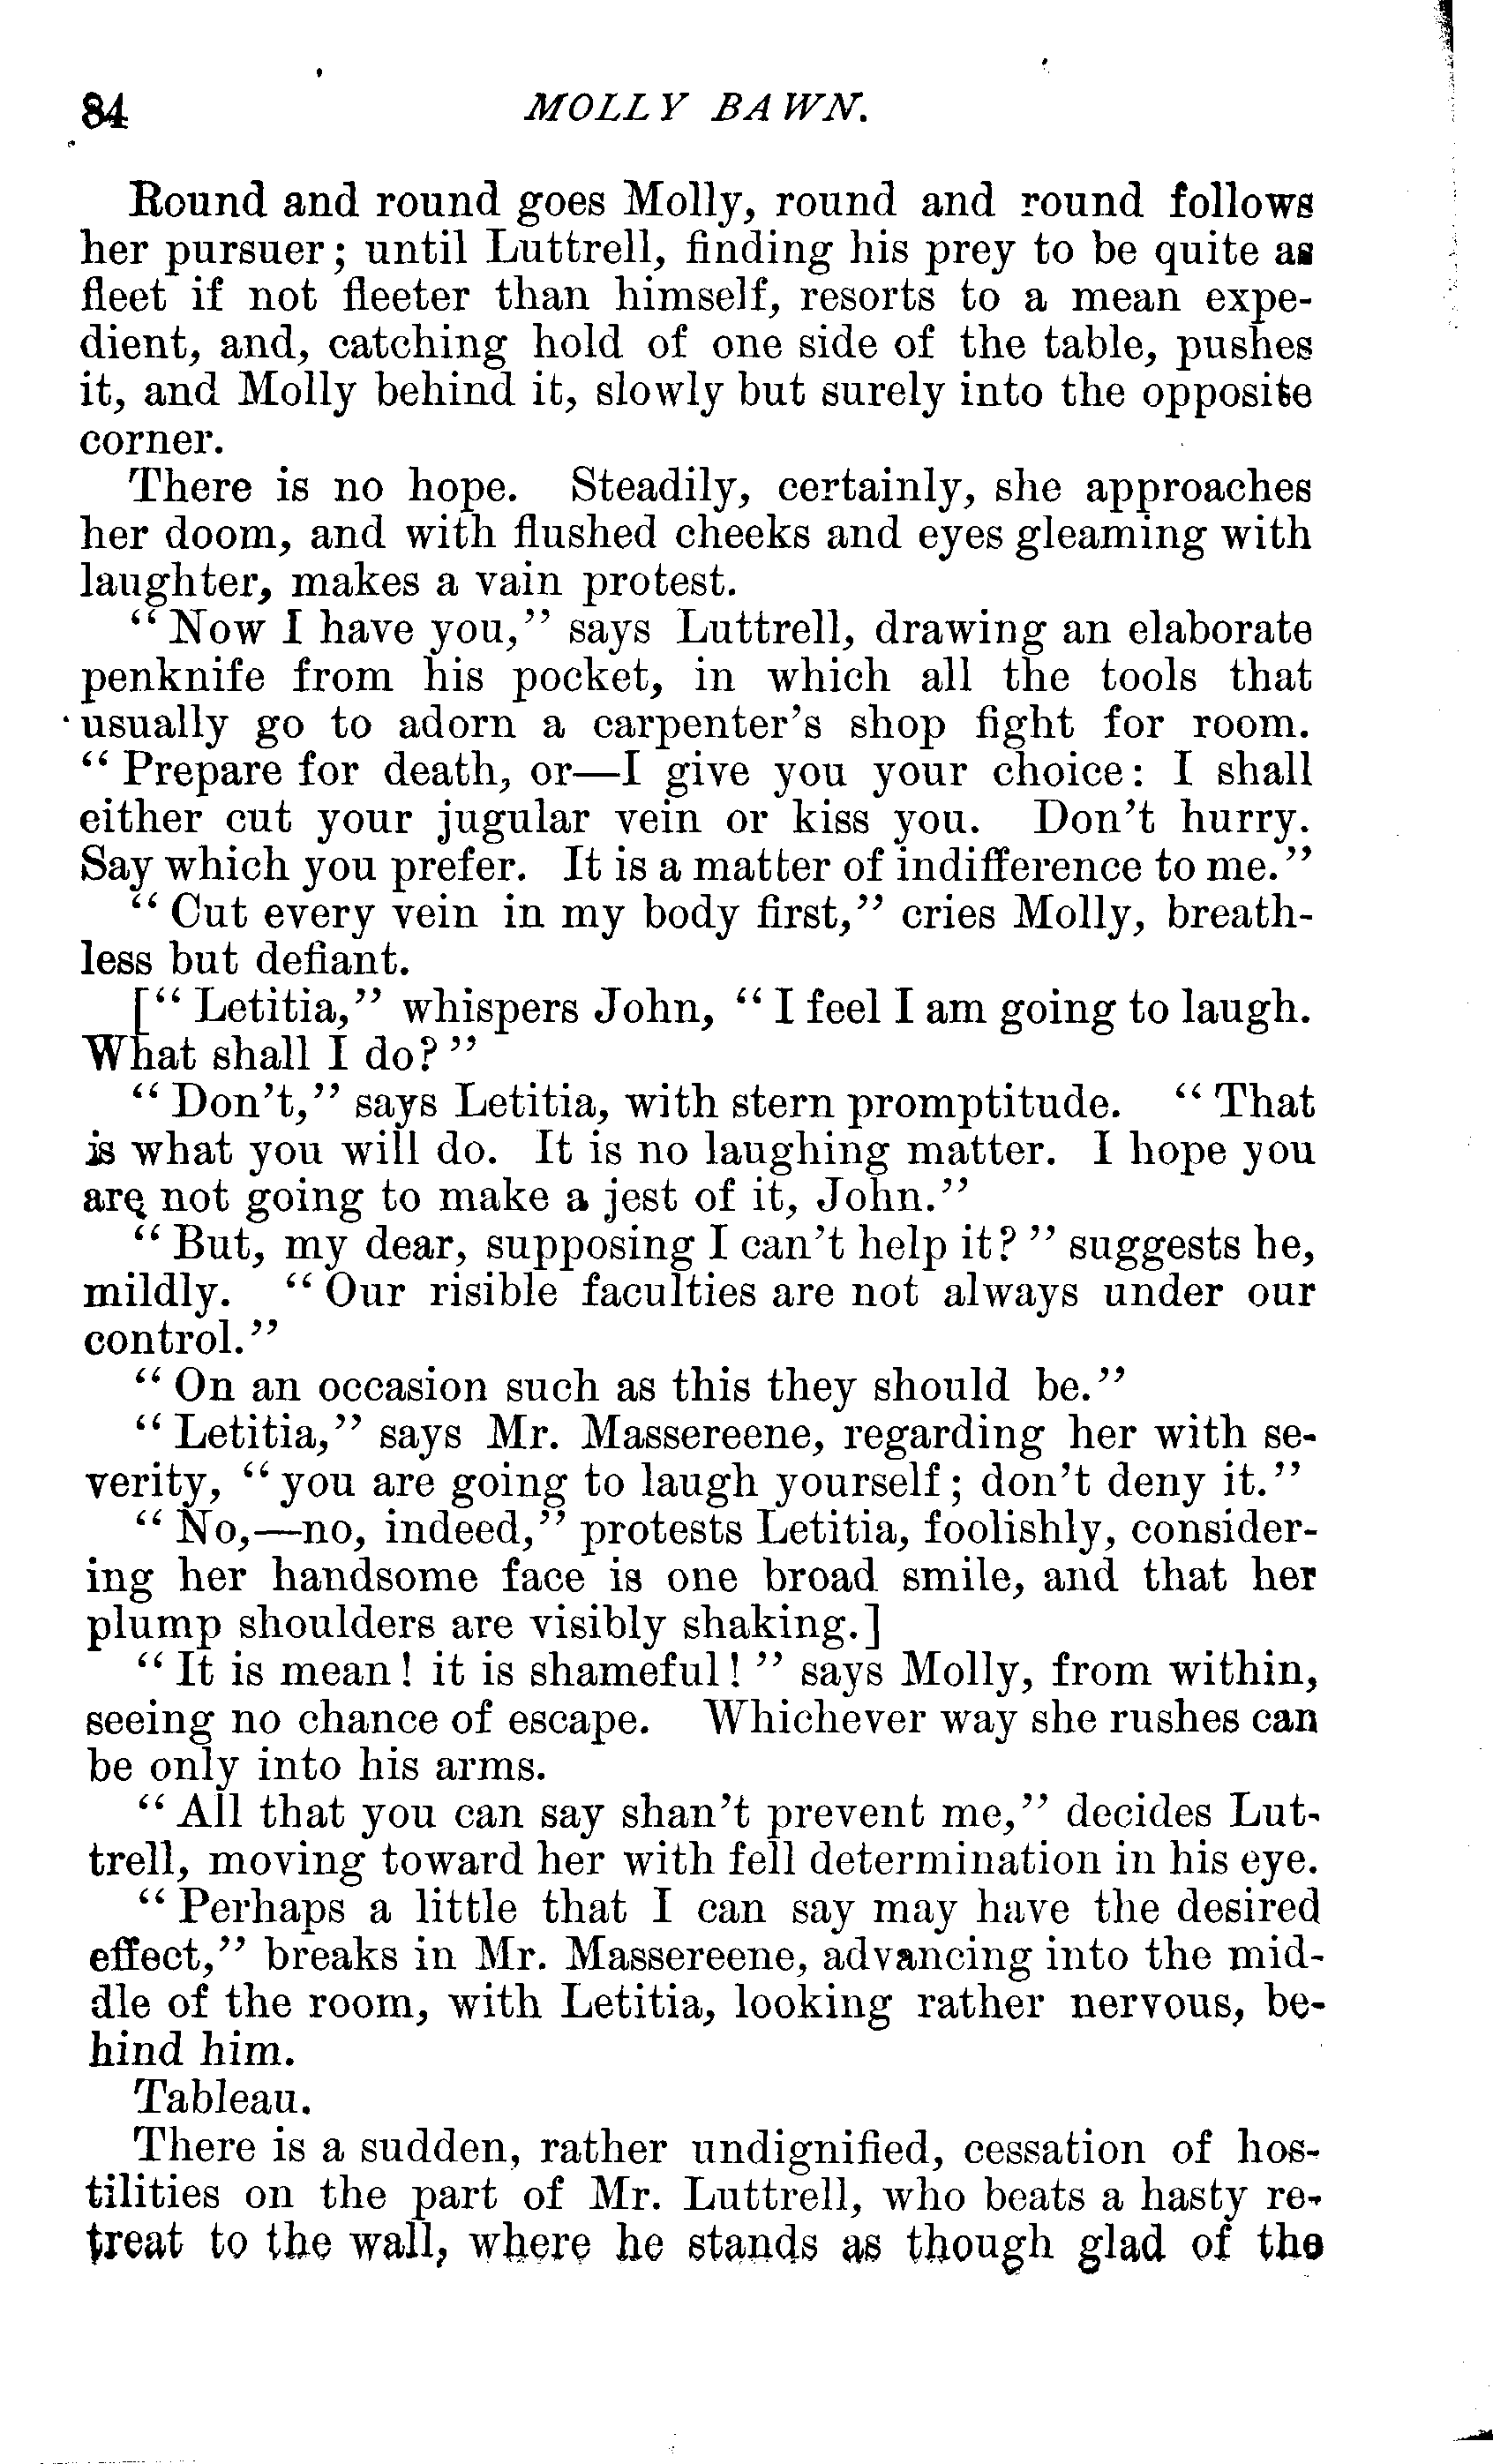 84 MOLLY BAWN.
Round and round goes Molly, round and round follows
her pursuer; until Luttrell, finding his prey to be quite as
fleet if not fleeter than himself, resorts to a mean expe-
dient, and, catching hold of one side of the table, pushes
it, and Molly behind it, slowly but surely into the opposite
corner.
There is no hope. Steadily, certainly, she approaches
her doom, and with flushed cheeks and eyes gleaming with
laughter, makes a vain protest.
"Now I have you," says Luttrell, drawing an elaborate
penknife from his pocket, in which all the tools that
usually go to adorn a carpenter's shop fight for room.
"Prepare for death, or—I give you your choice: I shall
either cut your jugular vein or kiss you. Don't hurry.
Say which you prefer. It is a matter of indifference to me."
"Cut every vein in my body first," cries Molly, breath-
less but defiant.
["Letitia," whispers John, "I feel I am going to laugh.
What shall I do?"
"Don't," says Letitia, with stern promptitude. "That
is what you will do. It is no laughing matter. I hope you
are not going to make a jest of it, John."
"But, my dear, supposing I can't help it?" suggests he,
mildly. "Our risible faculties are not always under our
control."
"On an occasion such as this they should be."
"Letitia," says Mr. Massereene, regarding her with se-
verity, "you are going to laugh yourself; don't deny it."
"No,—no, indeed," protests Letitia, foolishly, consider-
ing her handsome face is one broad smile, and that her
plump shoulders are visibly shaking.]
"It is mean! it is shameful!" says Molly, from within,
seeing no chance of escape. Whichever way she rushes can
be only into his arms.
"All that you can say shan't prevent me," decides Lut-
trell, moving toward her with fell determination in his eye.
"Perhaps a little that I can say may have the desired
effect," breaks in Mr. Massereene, advancing into the mid-
dle of the room, with Letitia, looking rather nervous, be-
hind him.
Tableau.
There is a sudden, rather undignified, cessation of hos-
tilities on the part of Mr. Luttrell, who beats a hasty re-
treat to the wall, where he stands as though glad of the